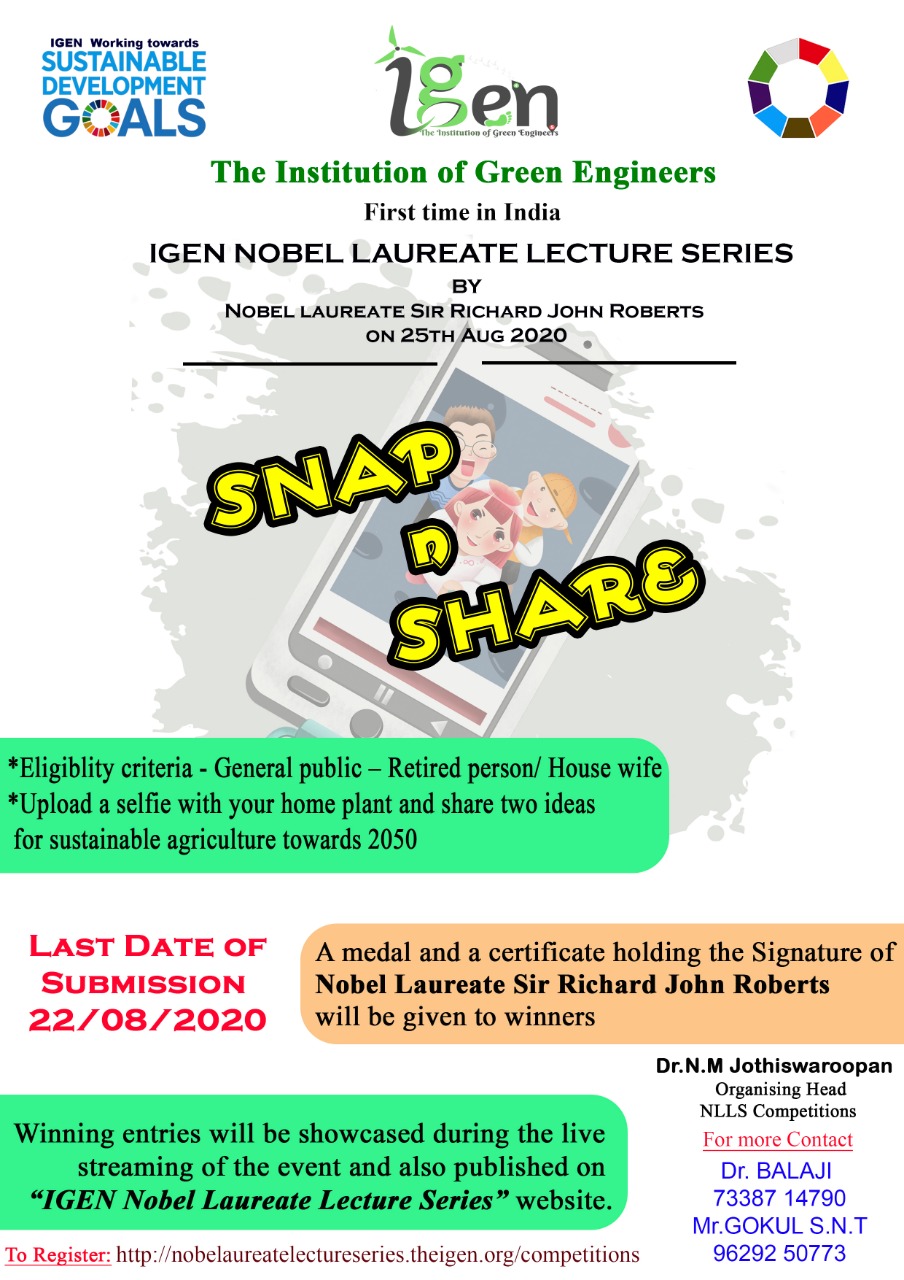 IGEN Working towards
SUSTAINABLE
DEVELOPMENT
GOALS
igen
The Institution of Green Engineers
The Institution of Green Engineers
First time in India
IGEN NOBEL LAUREATE LECTURE SERIES
BY
NOBEL LAUREATE SIR RICHARD JOHN ROBERTS
ON 25TH AUG 2020
SNAP
N
SHARE
*Eligiblity criteria - General public – Retired person/ House wife
*Upload a selfie with your home plant and share two ideas
for sustainable agriculture towards 2050
LAST DATE OF
SUBMISSION
22/08/2020
A medal and a certificate holding the Signature of
Nobel Laureate Sir Richard John Roberts
will be given to winners
Dr.N.M Jothiswaroopan
Organising Head
NLLS Competitions
For more Contact
Dr. BALAJI
73387 14790
Mr.GOKUL S.N.T
96292 50773
Winning entries will be showcased during the live
streaming of the event and also published on
“IGEN Nobel Laureate Lecture Series” website.
To Register: http://nobelaureatelectureseries.theigen.org/competitions